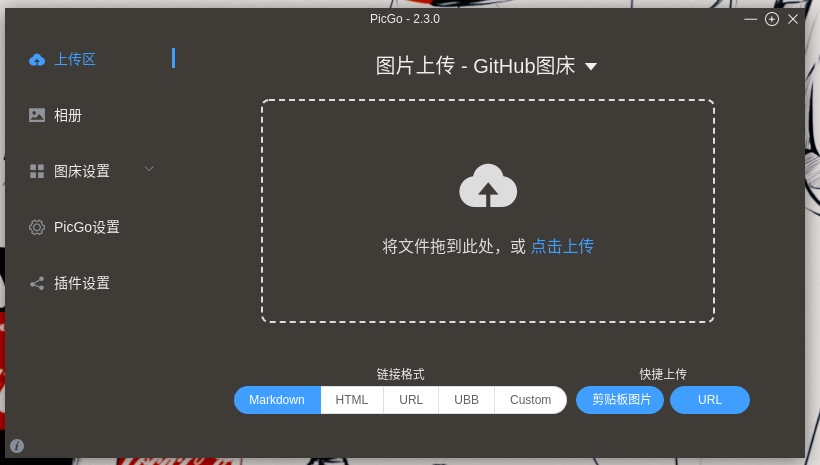 PicGo - 2.3.0
上传区
相册
图床设置
PicGo设置
插件设置
图片上传 - GitHub图床
将文件拖到此处，或 点击上传
链接格式
Markdown HTML URL UBB Custom
快捷上传
剪贴板图片 URL